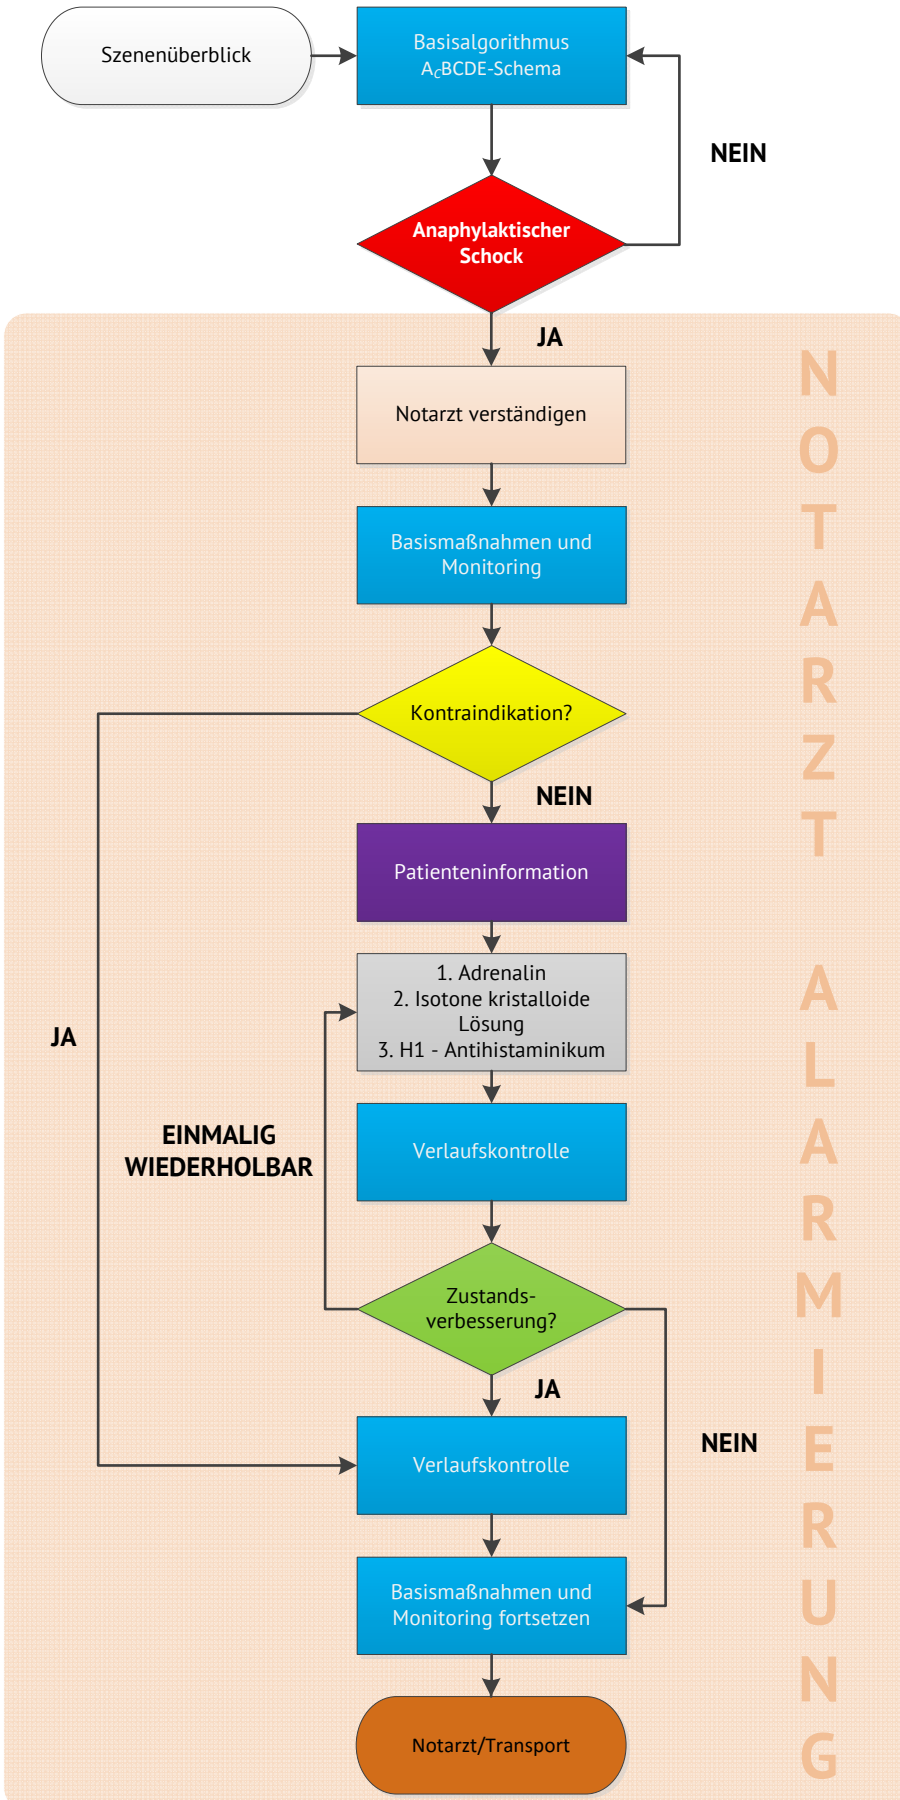 Szenenüberblick
Basisalgorithmus
AcBCDE-Schema
NEIN
Anaphylaktischer
Schock
JA
Notarzt verständigen
Basismaßnahmen und
Monitoring
Kontraindikation?
NEIN
Patienteninformation
1. Adrenalin
2. Isotone kristalloide
Lösung
3. H1 - Antihistaminikum
JA
EINMALIG
WIEDERHOLBAR
Verlaufskontrolle
Zustands-
verbesserung?
JA
NEIN
Verlaufskontrolle
Basismaßnahmen und
Monitoring fortsetzen
Notarzt/Transport
NOTARZT ALARMIERUNG